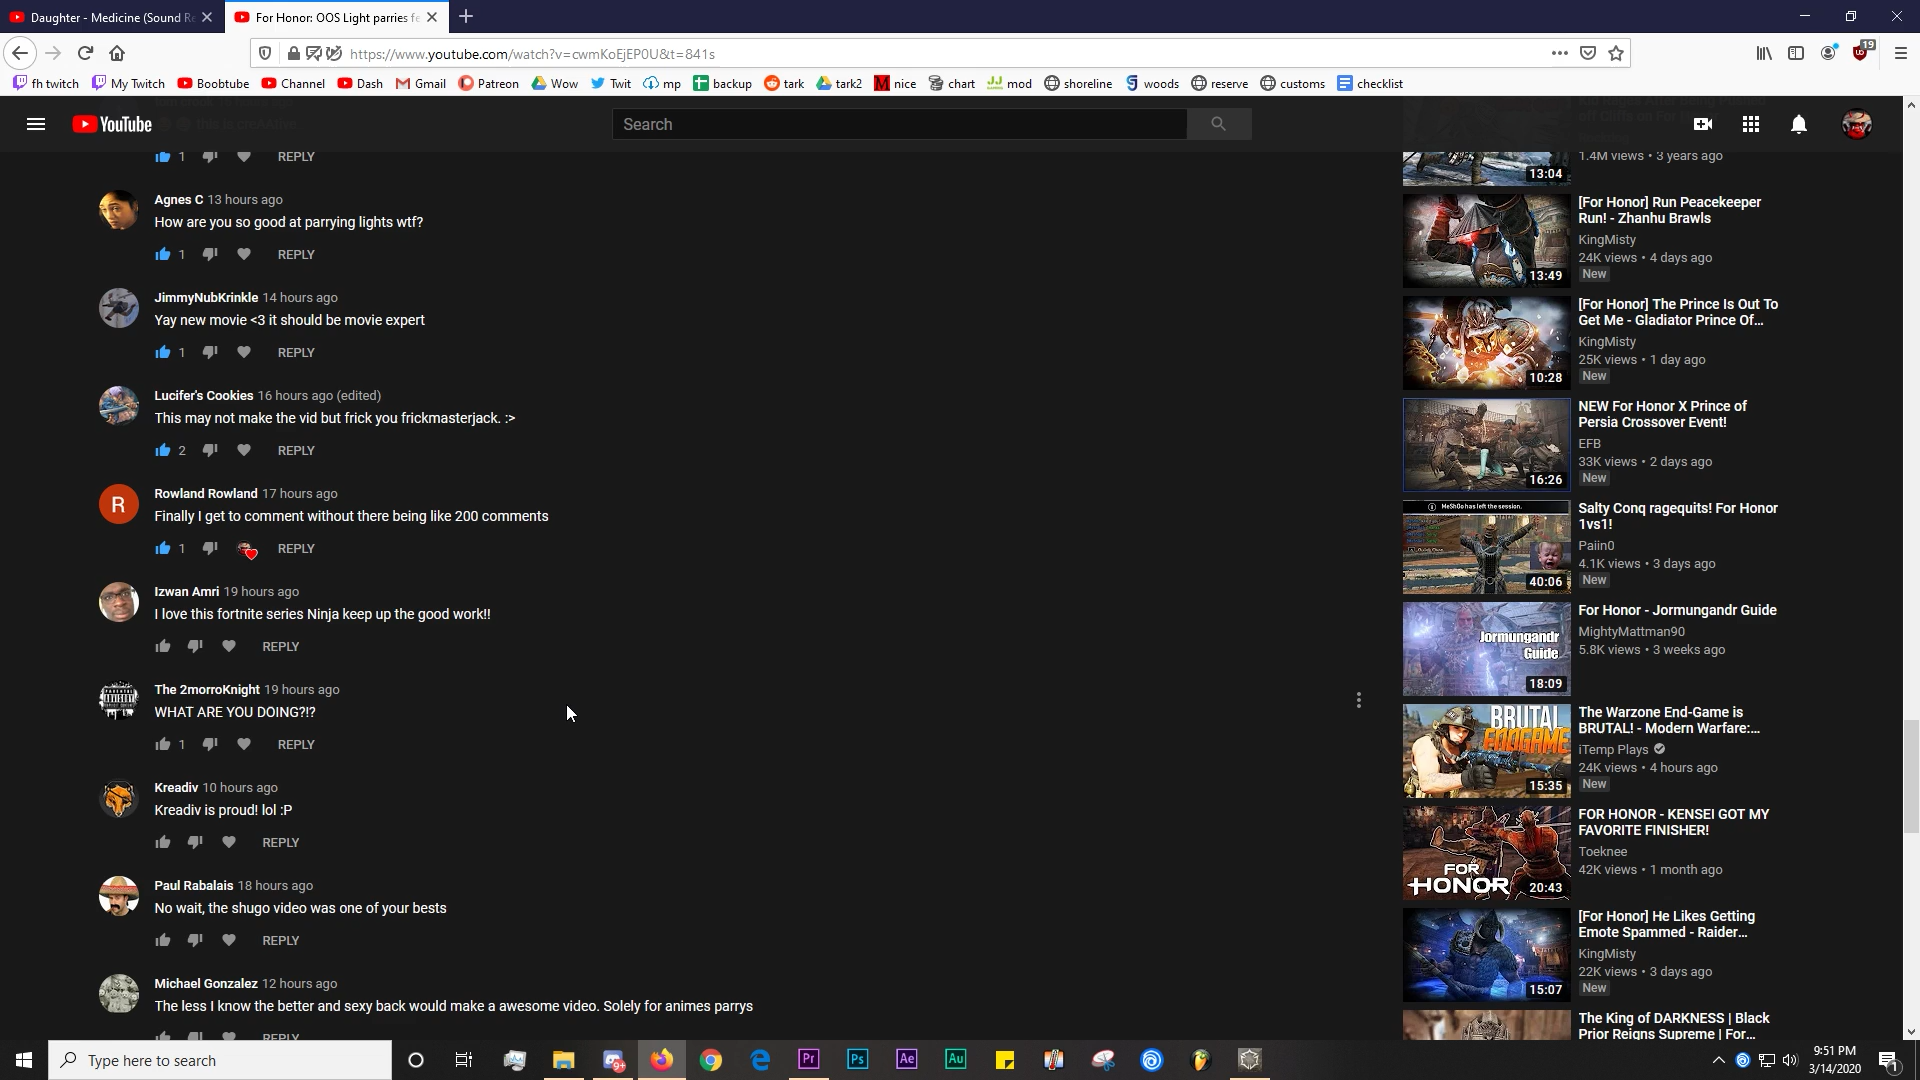 Daughter - Medicine (Sound Re
For Honor: OOS Light parries fe
https://www.youtube.com/watch?v=cwmKoEjEP0U&t=841s
19
fh twitch
My Twitch
Boobtube
Channel
Dash
Gmail
Patreon
Wow
Twit
mp
backup
tark
tark2
nice
chart
mod
shoreline
woods
reserve
customs
checklist
YouTube
Search
1
REPLY
Agnes C 13 hours ago
How are you so good at parrying lights wtf?
1
REPLY
JimmyNubKrinkle 14 hours ago
Yay new movie <3 it should be movie expert
1
REPLY
Lucifer's Cookies 16 hours ago (edited)
This may not make the vid but frick you frickmasterjack. :>
2
REPLY
R
Rowland Rowland 17 hours ago
Finally I get to comment without there being like 200 comments
1
REPLY
Izwan Amri 19 hours ago
I love this fortnite series Ninja keep up the good work!!
REPLY
The 2morroKnight 19 hours ago
WHAT ARE YOU DOING?!?
1
REPLY
Kreadiv 10 hours ago
Kreadiv is proud! lol :P
REPLY
Paul Rabalais 18 hours ago
No wait, the shugo video was one of your bests
REPLY
Michael Gonzalez 12 hours ago
The less I know the better and sexy back would make a awesome video. Solely for animes parrys
REPLY
1.4M views • 3 years ago
13:04
[For Honor] Run Peacekeeper
Run! - Zhanhu Brawls
KingMisty
24K views • 4 days ago
New
13:49
[For Honor] The Prince Is Out To
Get Me - Gladiator Prince Of...
KingMisty
25K views • 1 day ago
New
10:28
NEW For Honor X Prince of
Persia Crossover Event!
EFB
33K views • 2 days ago
New
16:26
MeSh0o has left the session.
Salty Conq ragequits! For Honor
1vs1!
Paiin0
4.1K views • 3 days ago
New
40:06
For Honor - Jormungandr Guide
MightyMattman90
5.8K views • 3 weeks ago
Jormungandr
Guide
18:09
The Warzone End-Game is
BRUTAL! - Modern Warfare:...
iTemp Plays
24K views • 4 hours ago
New
BRUTAL
ENDGAME
15:35
FOR HONOR - KENSEI GOT MY
FAVORITE FINISHER!
Toeknee
42K views • 1 month ago
FOR
HONOR
20:43
[For Honor] He Likes Getting
Emote Spammed - Raider...
KingMisty
22K views • 3 days ago
New
15:07
The King of DARKNESS | Black
Prior Reigns Supreme | For...
Type here to search
9+
Pr
Ps
Ae
Au
9:51 PM
3/14/2020
1